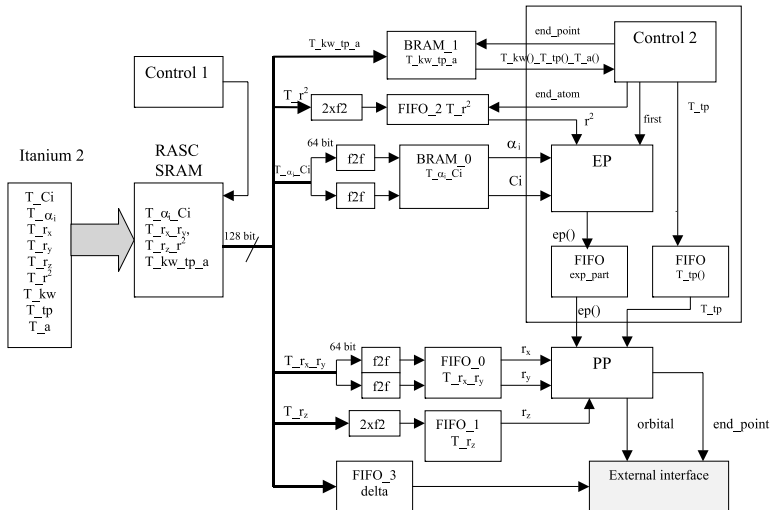 Itanium 2
T_Ci
T_αi
T_rx
T_ry
T_rz
T_r²
T_kw
T_tp
T_a
Control 1
RASC
SRAM
T_αi_Ci
T_rx_ry,
T_rz_r²
T_kw_tp_a
128 bit
T_kw_tp_a
BRAM_1
T_kw_tp_a
end_point
T_kw()_T_tp()_T_a()
Control 2
T_r²
2xf2
FIFO_2 T_r²
end_atom
r²
first
T_tp
64 bit
T_αi_Ci
f2f
f2f
BRAM_0
T_αi_Ci
αi
Ci
EP
ep()
FIFO
exp_part
FIFO
T_tp()
ep()
T_tp
64 bit
T_rx_ry
f2f
f2f
FIFO_0
T_rx_ry
rx
ry
PP
T_rz
2xf2
FIFO_1
T_rz
rz
orbital
end_point
FIFO_3
delta
External interface